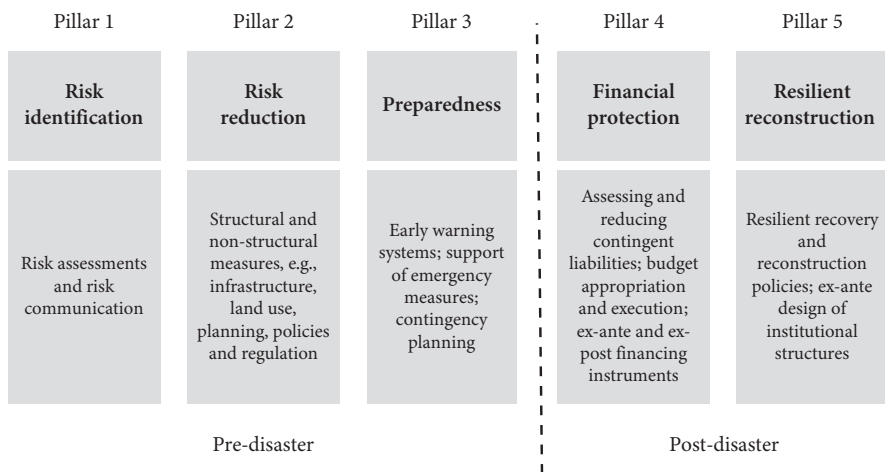 Pillar 1
Pillar 2
Pillar 3
Pillar 4
Pillar 5
Risk
identification
Risk
reduction
Preparedness
Financial
protection
Resilient
reconstruction
Risk assessments
and risk
communication
Structural and
non-structural
measures, e.g.,
infrastructure,
land use,
planning, policies
and regulation
Early warning
systems; support
of emergency
measures;
contingency
planning
Assessing and
reducing
contingent
liabilities; budget
appropriation
and execution;
ex-ante and ex-
post financing
instruments
Resilient recovery
and
reconstruction
policies; ex-ante
design of
institutional
structures
Pre-disaster
Post-disaster